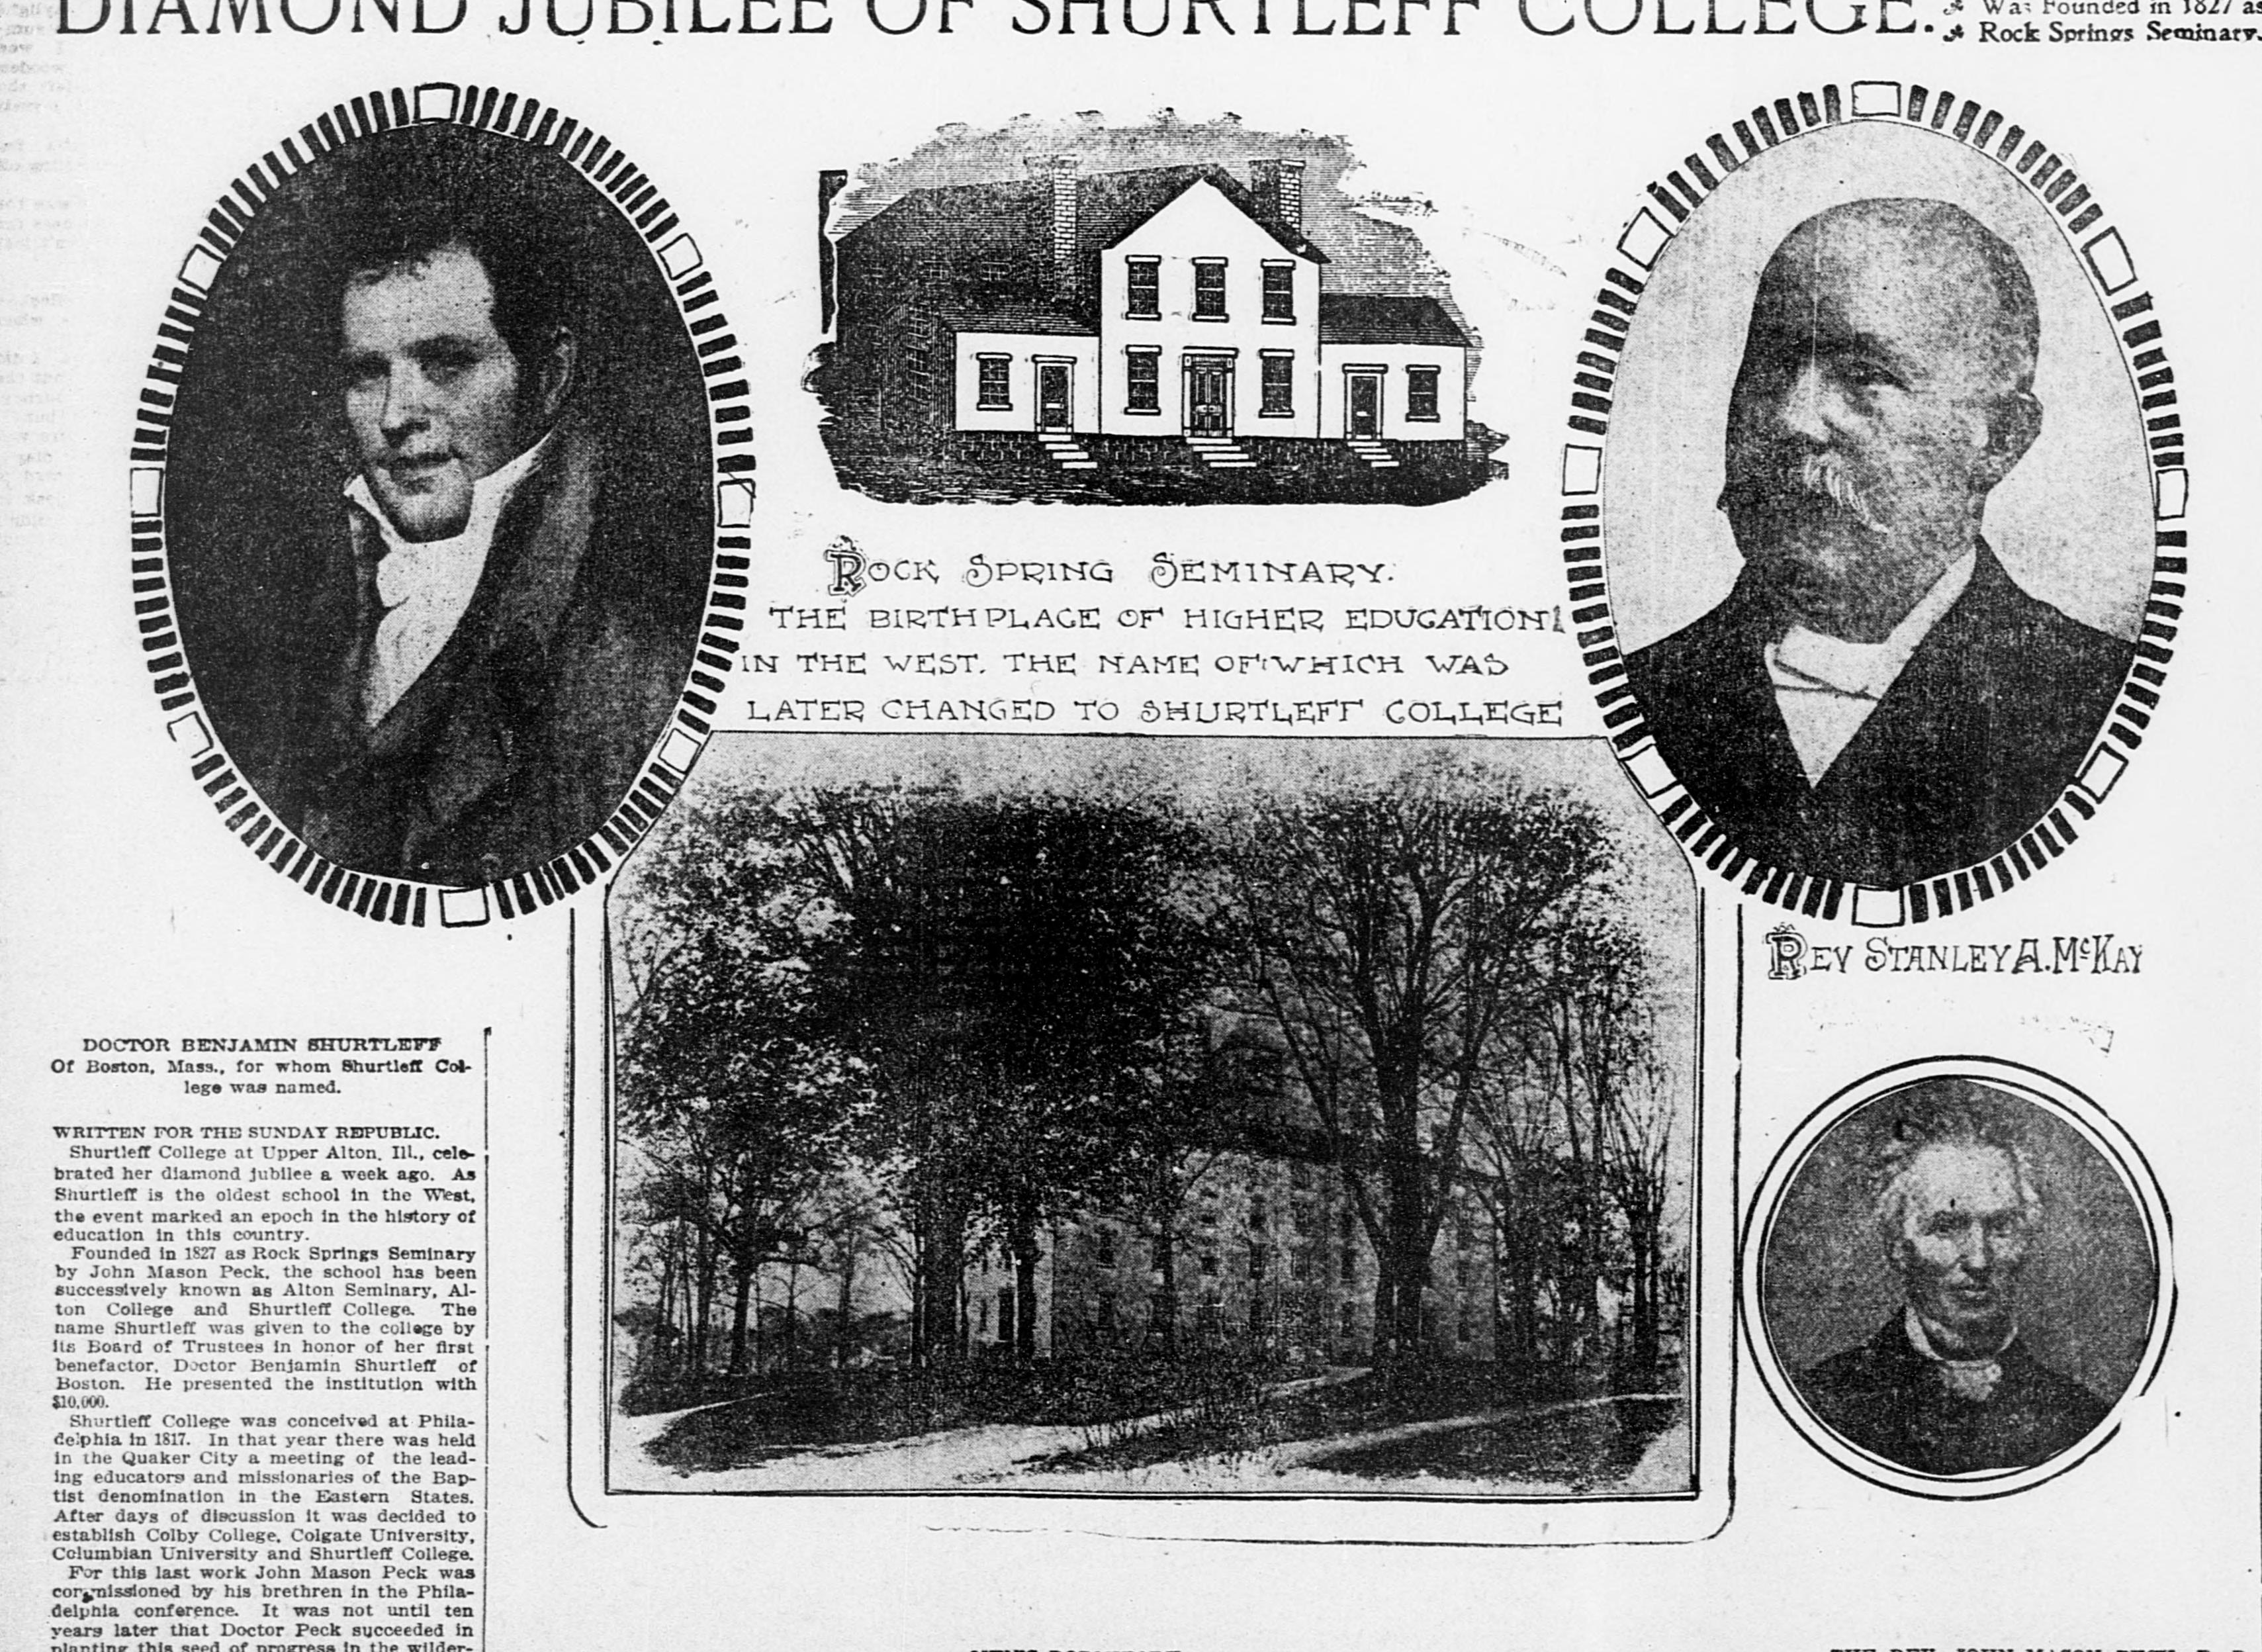 DIAMOND JUBILEE OF SHURTLEFF COLLEGE.
Was Founded in 1827 as
Rock Springs Seminary.
ROCK SPRING SEMINARY.
THE BIRTHPLACE OF HIGHER EDUCATION
IN THE WEST. THE NAME OF WHICH WAS
LATER CHANGED TO SHURTLEFF COLLEGE
REV STANLEY A. McKAY
DOCTOR BENJAMIN SHURTLEFF
Of Boston, Mass., for whom Shurtleff Col-
lege was named.
WRITTEN FOR THE SUNDAY REPUBLIC.
Shurtleff College at Upper Alton, Ill., cele-
brated her diamond jubilee a week ago. As
Shurtleff is the oldest school in the West,
the event marked an epoch in the history of
education in this country.
Founded in 1827 as Rock Springs Seminary
by John Mason Peck, the school has been
successively known as Alton Seminary, Al-
ton College and Shurtleff College. The
name Shurtleff was given to the college by
its Board of Trustees in honor of her first
benefactor, Doctor Benjamin Shurtleff of
Boston. He presented the institution with
$10,000.
Shurtleff College was conceived at Phila-
delphia in 1817. In that year there was held
in the Quaker City a meeting of the lead-
ing educators and missionaries of the Bap-
tist denomination in the Eastern States.
After days of discussion it was decided to
establish Colby College, Colgate University,
Columbian University and Shurtleff College.
For this last work John Mason Peck was
commissioned by his brethren in the Phila-
delphia conference. It was not until ten
years later that Doctor Peck succeeded in
planting this seed of progress in the wilder-
THE REV. JOHN MASON